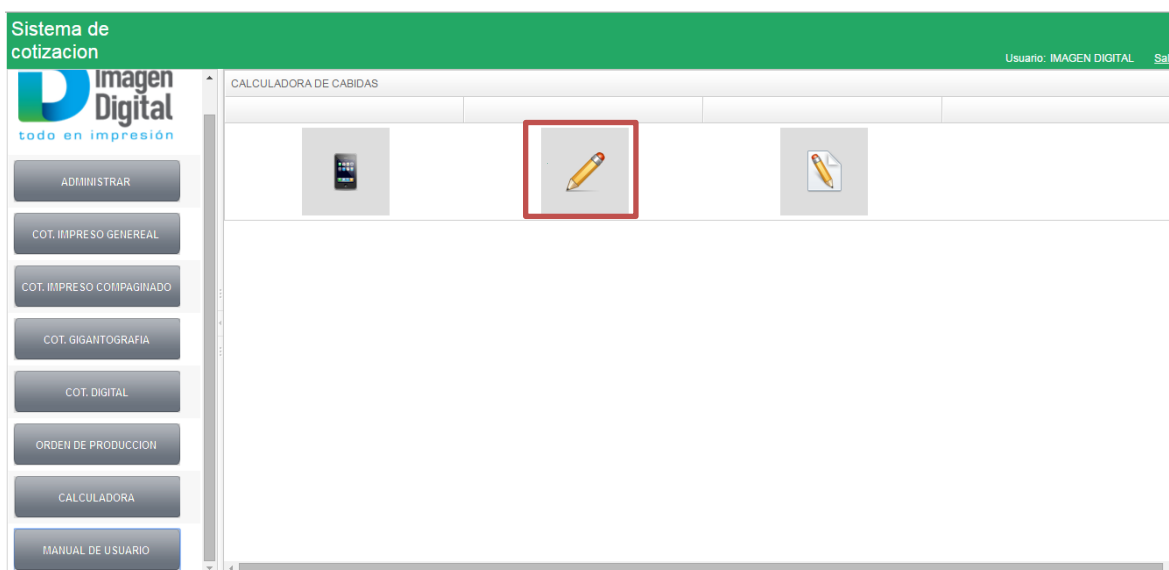 Sistema de
cotizacion
Usuario: IMAGEN DIGITAL
Imagen
Digital
todo en impresión
CALCULADORA DE CABIDAS
ADMINISTRAR
COT. IMPRESO GENEREAL
COT. IMPRESO COMPAGINADO
COT. GIGANTOGRAFIA
COT. DIGITAL
ORDEN DE PRODUCCION
CALCULADORA
MANUAL DE USUARIO